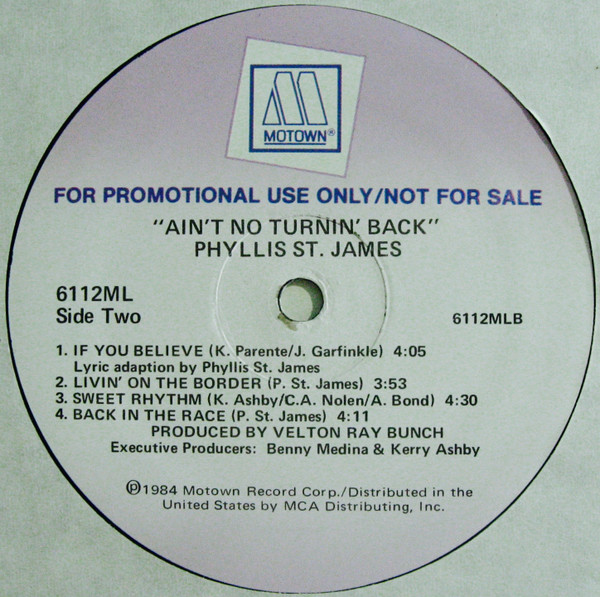 MOTOWN®
FOR PROMOTIONAL USE ONLY/NOT FOR SALE
"AIN'T NO TURNIN' BACK"
PHYLLIS ST. JAMES
6112ML
Side Two
6112MLB
1. IF YOU BELIEVE (K. Parente/J. Garfinkle) 4:05
Lyric adaption by Phyllis St. James
2. LIVIN' ON THE BORDER (P. St. James) 3:53
3. SWEET RHYTHM (K. Ashby/C.A. Nolen/A. Bond) 4:30
4. BACK IN THE RACE (P. St. James) 4:11
PRODUCED BY VELTON RAY BUNCH
Executive Producers: Benny Medina & Kerry Ashby
℗1984 Motown Record Corp./Distributed in the
United States by MCA Distributing, Inc.